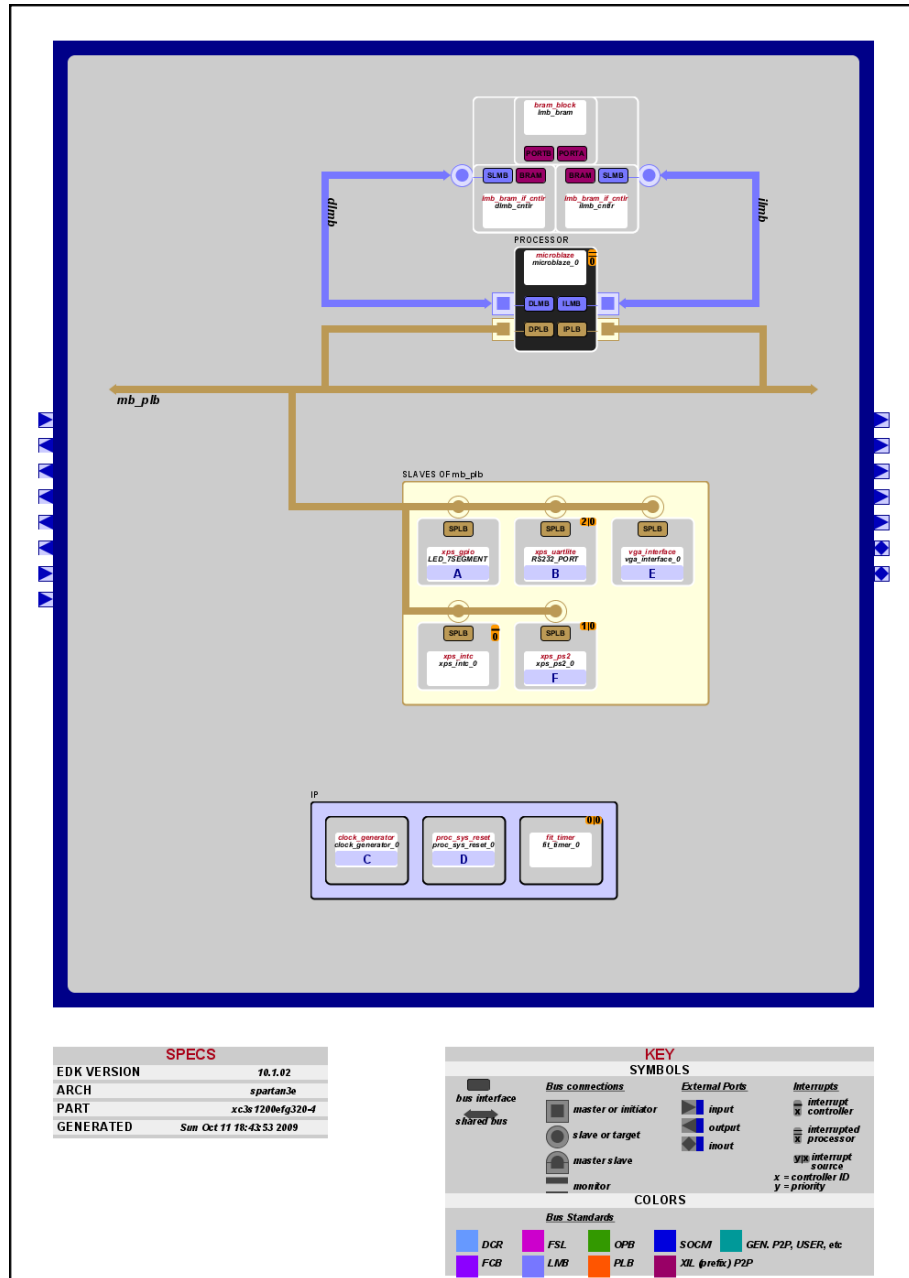 bram_block
lmb_bram
PORTB PORTA
SLMB BRAM BRAM SLMB
lmb_bram_if_cntlr lmb_bram_if_cntlr
dlmb_cntlr ilmb_cntlr
dlmb
ilmb
PROCESSOR
microblaze
microblaze_0
0
DLMB ILMB
DPLB IPLB
mb_plb
SLAVES OF mb_plb
SPLB SPLB 2|0 SPLB
xps_gpio xps_uartlite vga_interface
LED_7SEGMENT RS232_PORT vga_interface_0
A B E
SPLB 0 SPLB 1|0
xps_intc xps_ps2
xps_intc_0 xps_ps2_0
F
IP
0|0
clock_generator proc_sys_reset fit_timer
clock_generator_0 proc_sys_reset_0 fit_timer_0
C D
SPECS
EDK VERSION 10.1.02
ARCH spartan3e
PART xc3s1200efg320-4
GENERATED Sun Oct 11 18:43:53 2009
KEY
SYMBOLS
bus interface
shared bus
Bus connections
master or initiator
slave or target
master slave
monitor
External Ports
input
output
inout
Interrupts
x interrupt controller
x interrupted processor
y|x interrupt source
x = controller ID
y = priority
COLORS
Bus Standards
DCR FSL OPB SOCM GEN. P2P, USER, etc
FCB LMB PLB XIL (prefix) P2P